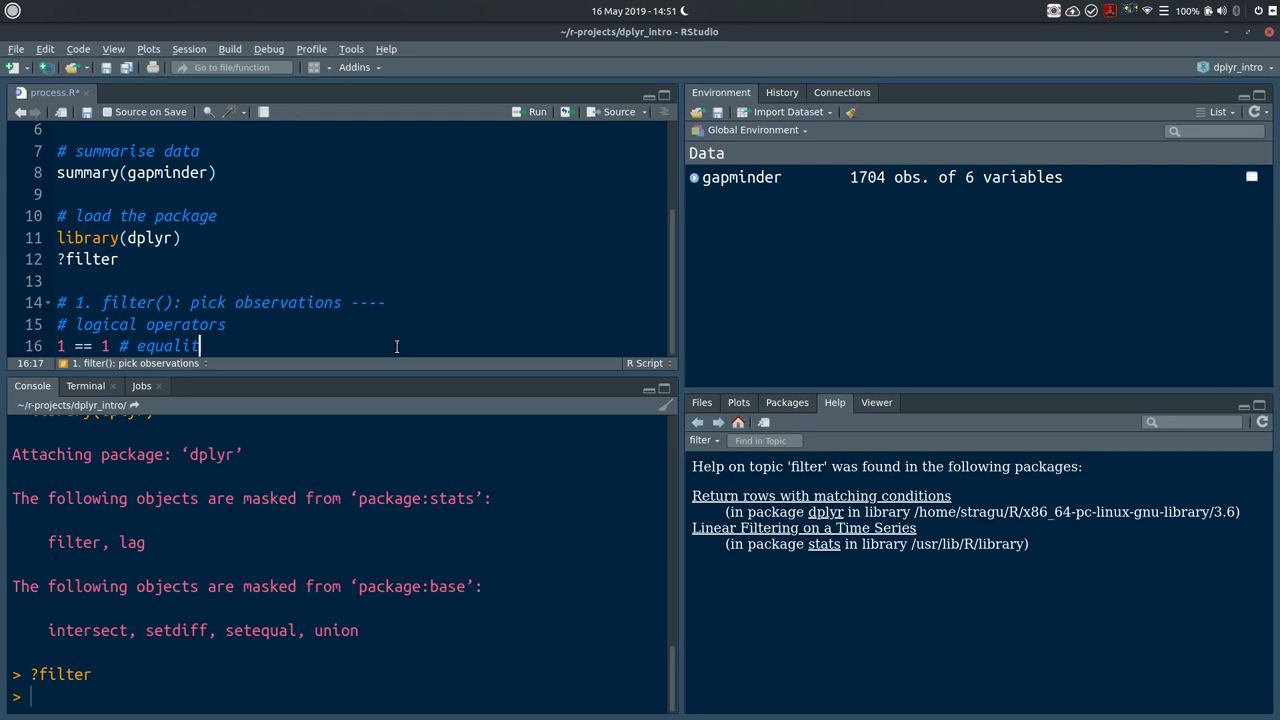 16 May 2019 - 14:51
100%
~/r-projects/dplyr_intro - RStudio
File Edit Code View Plots Session Build Debug Profile Tools Help
Go to file/function Addins dplyr_intro
process.R*
Source on Save Run Source
6
7 # summarise data
8 summary(gapminder)
9
10 # load the package
11 library(dplyr)
12 ?filter
13
14 # 1. filter(): pick observations ----
15 # logical operators
16 1 == 1 # equalit
16:17 1. filter(): pick observations R Script
Console Terminal Jobs
~/r-projects/dplyr_intro/
Attaching package: ‘dplyr’
The following objects are masked from ‘package:stats’:
filter, lag
The following objects are masked from ‘package:base’:
intersect, setdiff, setequal, union
> ?filter
>
Environment History Connections
Import Dataset List
Global Environment
Data
gapminder 1704 obs. of 6 variables
Files Plots Packages Help Viewer
filter Find in Topic
Help on topic 'filter' was found in the following packages:
Return rows with matching conditions
(in package dplyr in library /home/stragu/R/x86_64-pc-linux-gnu-library/3.6)
Linear Filtering on a Time Series
(in package stats in library /usr/lib/R/library)